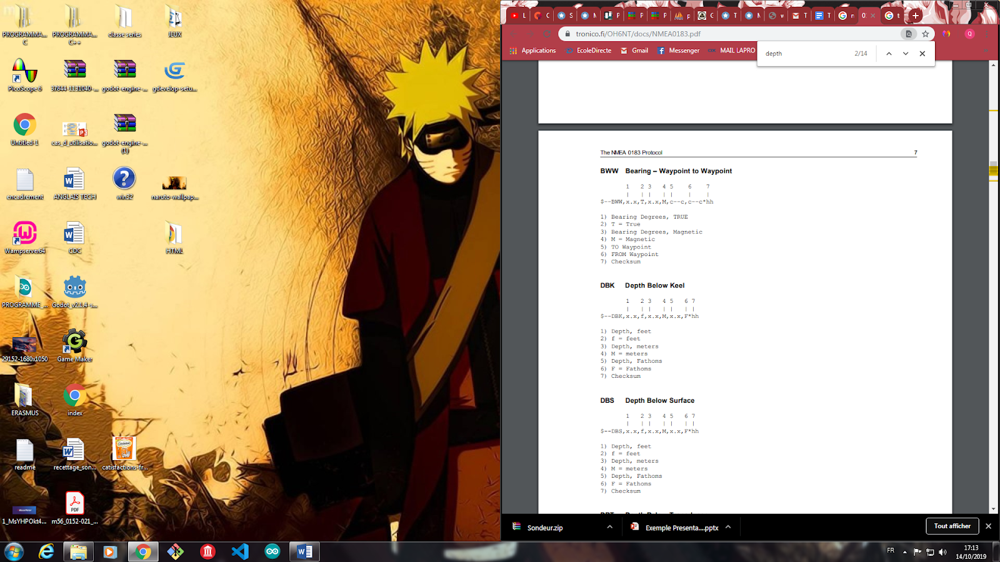 PROGRAMMA... C
PROGRAMMA... C++
classe-series
JEUX
PicoScope 6
37844-1131040-...
godot-engine-...
gdevelop-setu...
Untitled-1
cas_d_utilisatio...
godot-engine-... (1)
encadrement
ANGLAIS TECH
win32
naruto-wallpap...
Wampserver64
CDC
HTML
PROGRAMME_...
Godot_v2.1.4-s...
29152-1680x1050
Game Maker
ERASMUS
index
readme
recettage_son...
catisfactions-fr...
1_MsYHPOkt4...
m56_0152-021_...
tronico.fi/OH6NT/docs/NMEA0183.pdf
Applications
EcoleDirecte
Gmail
Messenger
MAIL LAPRO
depth
2/14
The NMEA 0183 Protocol 7
BWW Bearing – Waypoint to Waypoint
1 2 3 4 5 6 7
| | | | | | |
$--BWW,x.x,T,x.x,M,c--c,c--c*hh
1) Bearing Degrees, TRUE
2) T = True
3) Bearing Degrees, Magnetic
4) M = Magnetic
5) TO Waypoint
6) FROM Waypoint
7) Checksum
DBK Depth Below Keel
1 2 3 4 5 6 7
| | | | | | |
$--DBK,x.x,f,x.x,M,x.x,F*hh
1) Depth, feet
2) f = feet
3) Depth, meters
4) M = meters
5) Depth, Fathoms
6) F = Fathoms
7) Checksum
DBS Depth Below Surface
1 2 3 4 5 6 7
| | | | | | |
$--DBS,x.x,f,x.x,M,x.x,F*hh
1) Depth, feet
2) f = feet
3) Depth, meters
4) M = meters
5) Depth, Fathoms
6) F = Fathoms
7) Checksum
Sondeur.zip
Exemple Presenta....pptx
Tout afficher
FR
17:13
14/10/2019